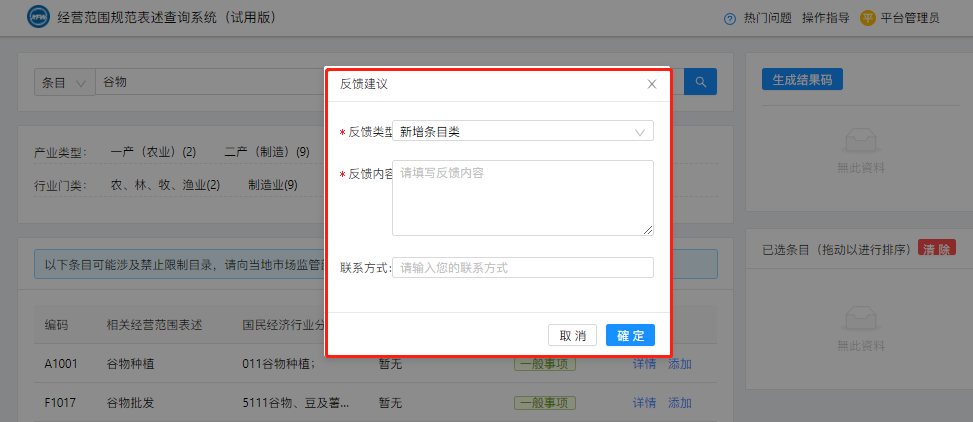 经营范围规范表述查询系统（试用版）
热门问题 操作指导 平 平台管理员
条目 谷物
生成结果码
無此資料
产业类型： 一产（农业）(2) 二产（制造）(9)
行业门类： 农、林、牧、渔业(2) 制造业(9)
反馈建议
* 反馈类型 新增条目类
* 反馈内容 请填写反馈内容
联系方式： 请输入您的联系方式
取 消 確 定
已选条目（拖动以进行排序） 清 除
無此資料
以下条目可能涉及禁止限制目录，请向当地市场监管
编码 相关经营范围表述 国民经济行业分
A1001 谷物种植 011谷物种植； 暂无 一般事项 详情 添加
F1017 谷物批发 5111谷物、豆及薯... 暂无 一般事项 详情 添加